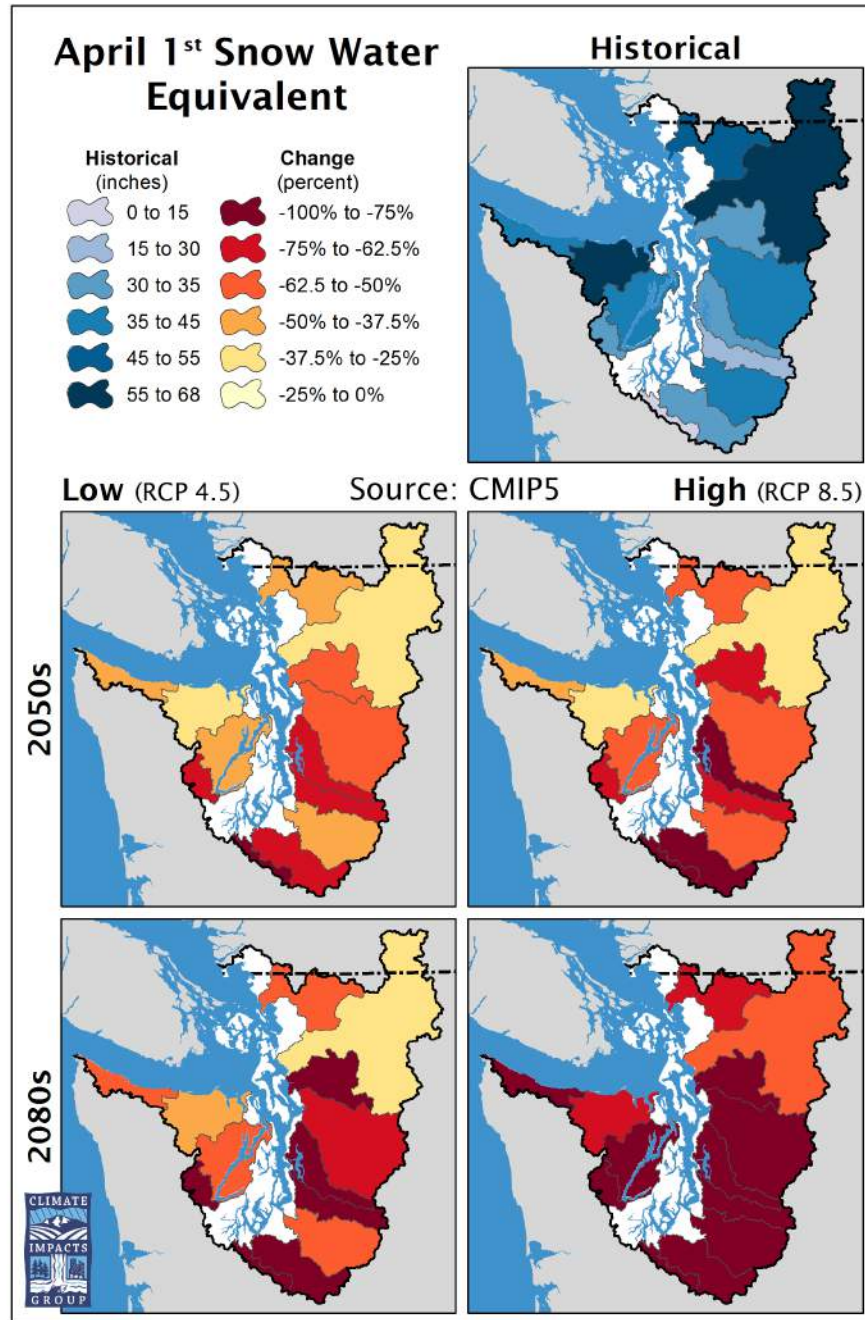 April 1st Snow Water
Equivalent
Historical
(inches)
0 to 15
15 to 30
30 to 35
35 to 45
45 to 55
55 to 68
Change
(percent)
-100% to -75%
-75% to -62.5%
-62.5 to -50%
-50% to -37.5%
-37.5% to -25%
-25% to 0%
Historical
Low (RCP 4.5)
Source: CMIP5
High (RCP 8.5)
2050s
2080s
CLIMATE
IMPACTS
GROUP